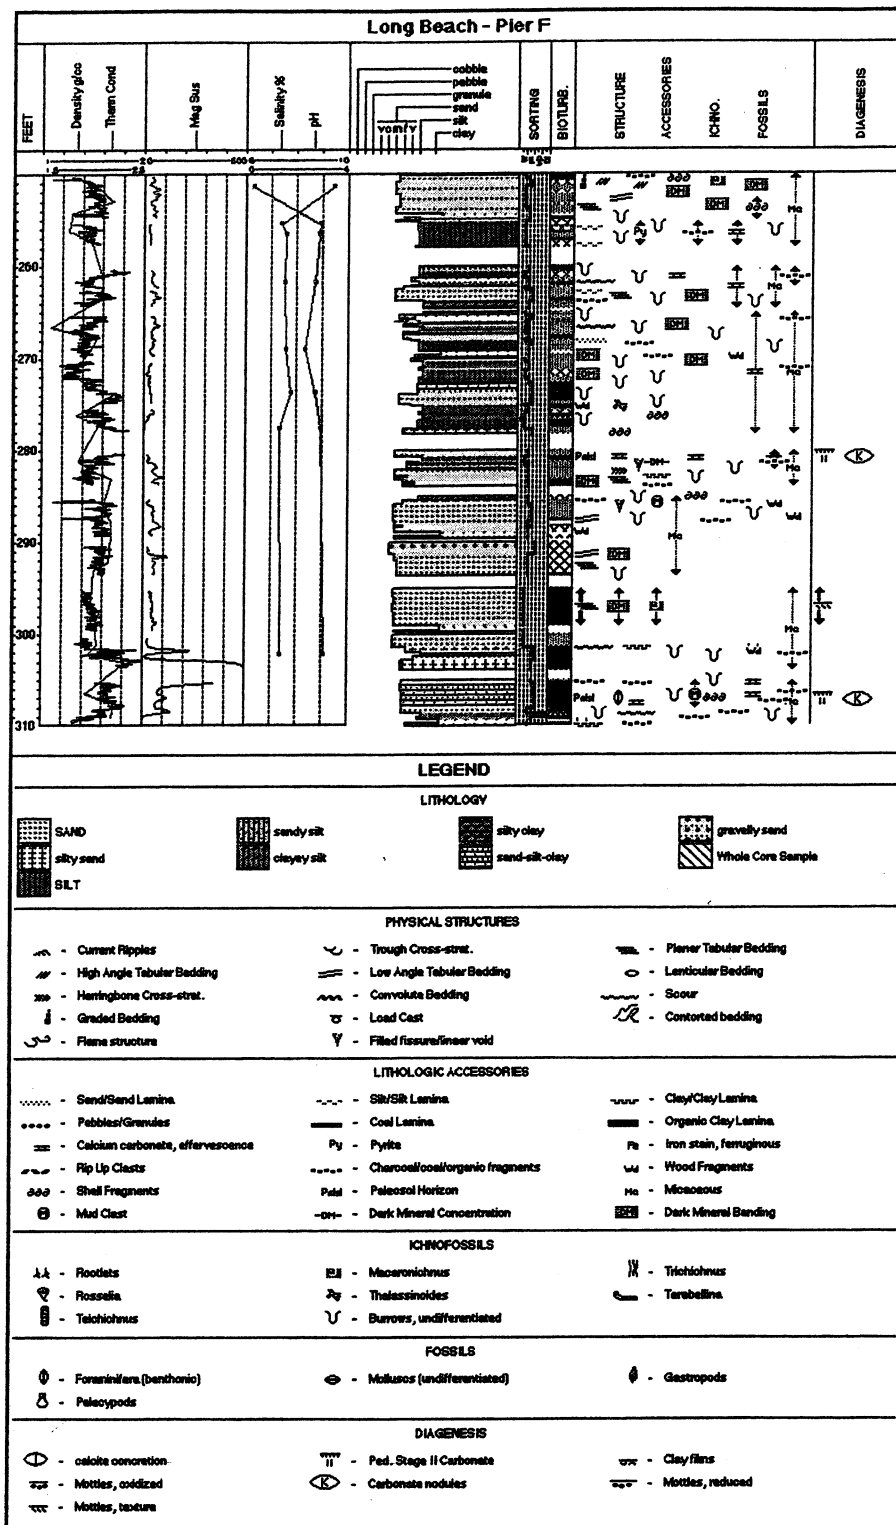 Long Beach - Pier F
FEET
Density g/cc
Therm Cond
Mag Sus
Salinity %
pH
cobble
pebble
granule
sand
silt
clay
vcmfv
SORTING
BIOTURB.
STRUCTURE
ACCESSORIES
ICHNO.
FOSSILS
DIAGENESIS
260
270
280
290
300
310
Palsl
Palsl
LEGEND
LITHOLOGY
SAND
sandy silt
silty clay
gravelly sand
silty sand
clayey silt
sand-silt-clay
Whole Core Sample
SILT
PHYSICAL STRUCTURES
- Current Ripples
- Trough Cross-strat.
- Planer Tabular Bedding
- High Angle Tabular Bedding
- Low Angle Tabular Bedding
- Lenticular Bedding
- Herringbone Cross-strat.
- Convolute Bedding
- Scour
- Graded Bedding
- Load Cast
- Contorted bedding
- Flame structure
- Filled fissure/linear void
LITHOLOGIC ACCESSORIES
- Sand/Sand Lamina
- Silt/Silt Lamina
- Clay/Clay Lamina
- Pebbles/Granules
- Coal Lamina
- Organic Clay Lamina
- Calcium carbonate, effervescence
Py - Pyrite
Fe - Iron stain, ferruginous
- Rip Up Clasts
- Charcoal/coal/organic fragments
Wd - Wood Fragments
- Shell Fragments
Palsl - Paleosol Horizon
Ma - Micaceous
- Mud Clast
-DM- - Dark Mineral Concentration
DM - Dark Mineral Banding
ICHNOFOSSILS
- Rootlets
- Macaronichnus
- Trichichnus
- Rosselia
- Thalassinoides
- Terebellina
- Teichichnus
- Burrows, undifferentiated
FOSSILS
- Foraminifera (benthonic)
- Molluscs (undifferentiated)
- Gastropods
- Pelecypods
DIAGENESIS
- calcite concretion
II - Ped. Stage II Carbonate
- Clay films
- Mottles, oxidized
K - Carbonate nodules
- Mottles, reduced
- Mottles, texture